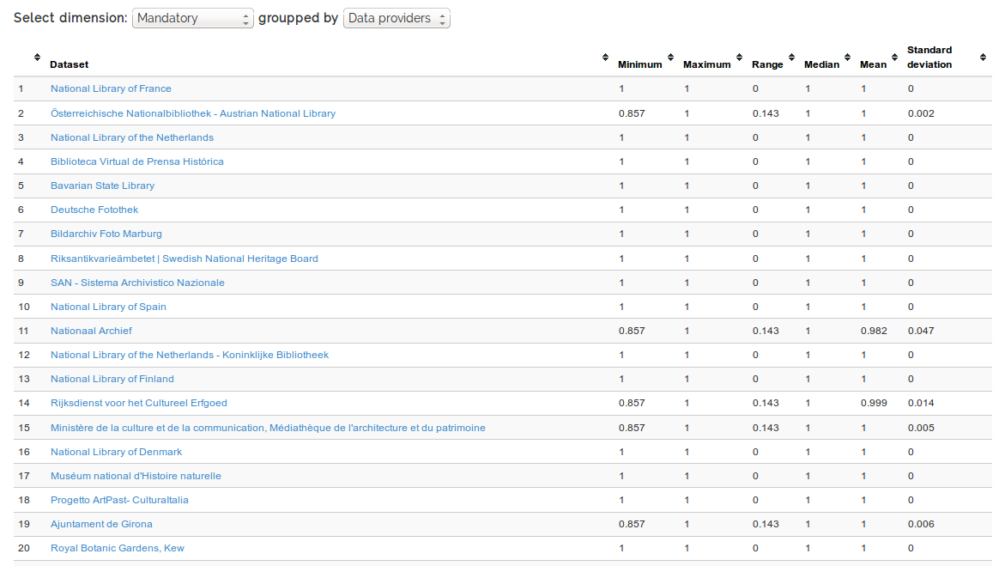 Select dimension: Mandatory groupped by Data providers
Dataset Minimum Maximum Range Median Mean Standard deviation
1 National Library of France 1 1 0 1 1 0
2 Österreichische Nationalbibliothek - Austrian National Library 0.857 1 0.143 1 1 0.002
3 National Library of the Netherlands 1 1 0 1 1 0
4 Biblioteca Virtual de Prensa Histórica 1 1 0 1 1 0
5 Bavarian State Library 1 1 0 1 1 0
6 Deutsche Fotothek 1 1 0 1 1 0
7 Bildarchiv Foto Marburg 1 1 0 1 1 0
8 Riksantikvarieämbetet | Swedish National Heritage Board 1 1 0 1 1 0
9 SAN - Sistema Archivistico Nazionale 1 1 0 1 1 0
10 National Library of Spain 1 1 0 1 1 0
11 Nationaal Archief 0.857 1 0.143 1 0.982 0.047
12 National Library of the Netherlands - Koninklijke Bibliotheek 1 1 0 1 1 0
13 National Library of Finland 1 1 0 1 1 0
14 Rijksdienst voor het Cultureel Erfgoed 0.857 1 0.143 1 0.999 0.014
15 Ministère de la culture et de la communication, Médiathèque de l'architecture et du patrimoine 0.857 1 0.143 1 1 0.005
16 National Library of Denmark 1 1 0 1 1 0
17 Muséum national d'Histoire naturelle 1 1 0 1 1 0
18 Progetto ArtPast- CulturaItalia 1 1 0 1 1 0
19 Ajuntament de Girona 0.857 1 0.143 1 1 0.006
20 Royal Botanic Gardens, Kew 1 1 0 1 1 0